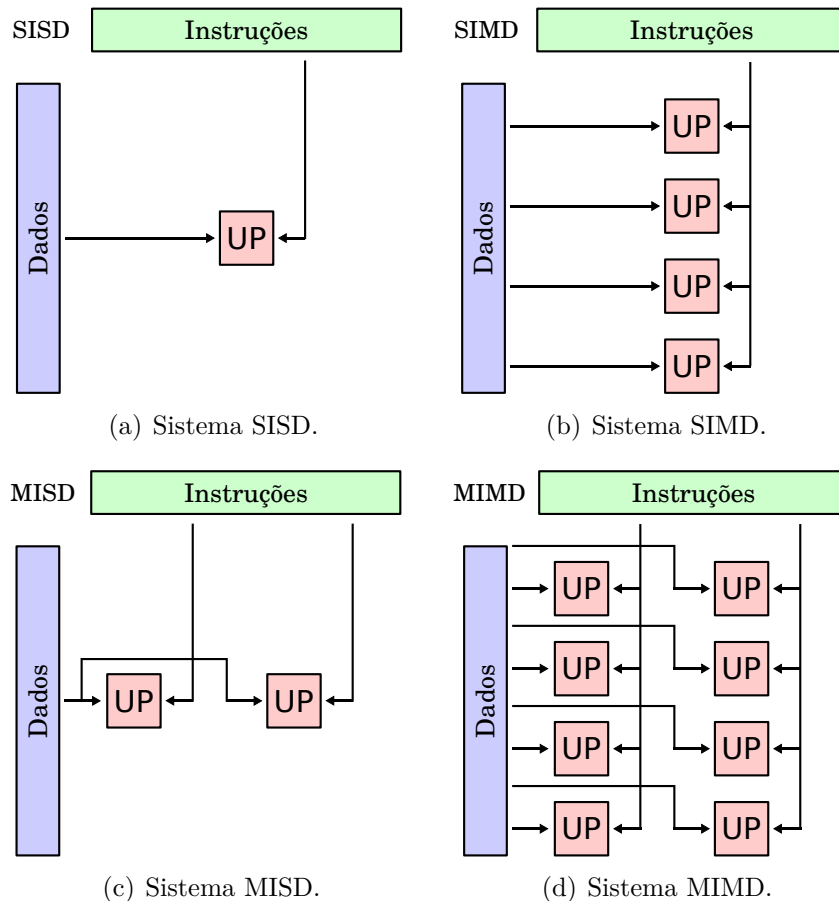 SISD Instruções
Dados
UP
(a) Sistema SISD.
SIMD Instruções
Dados
UP
UP
UP
UP
(b) Sistema SIMD.
MISD Instruções
Dados
UP UP
(c) Sistema MISD.
MIMD Instruções
Dados
UP UP
UP UP
UP UP
UP UP
(d) Sistema MIMD.